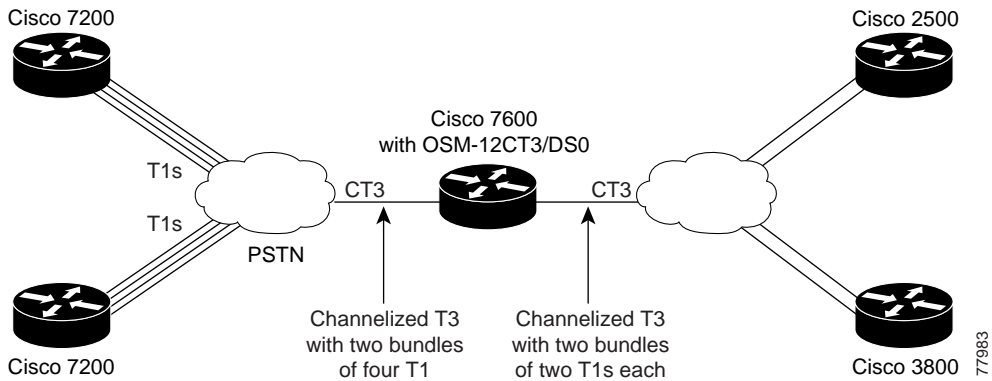 Cisco 7200
Cisco 2500
Cisco 7600
with OSM-12CT3/DS0
T1s
CT3
CT3
T1s
PSTN
Channelized T3
with two bundles
of four T1
Channelized T3
with two bundles
of two T1s each
Cisco 7200
Cisco 3800
77983